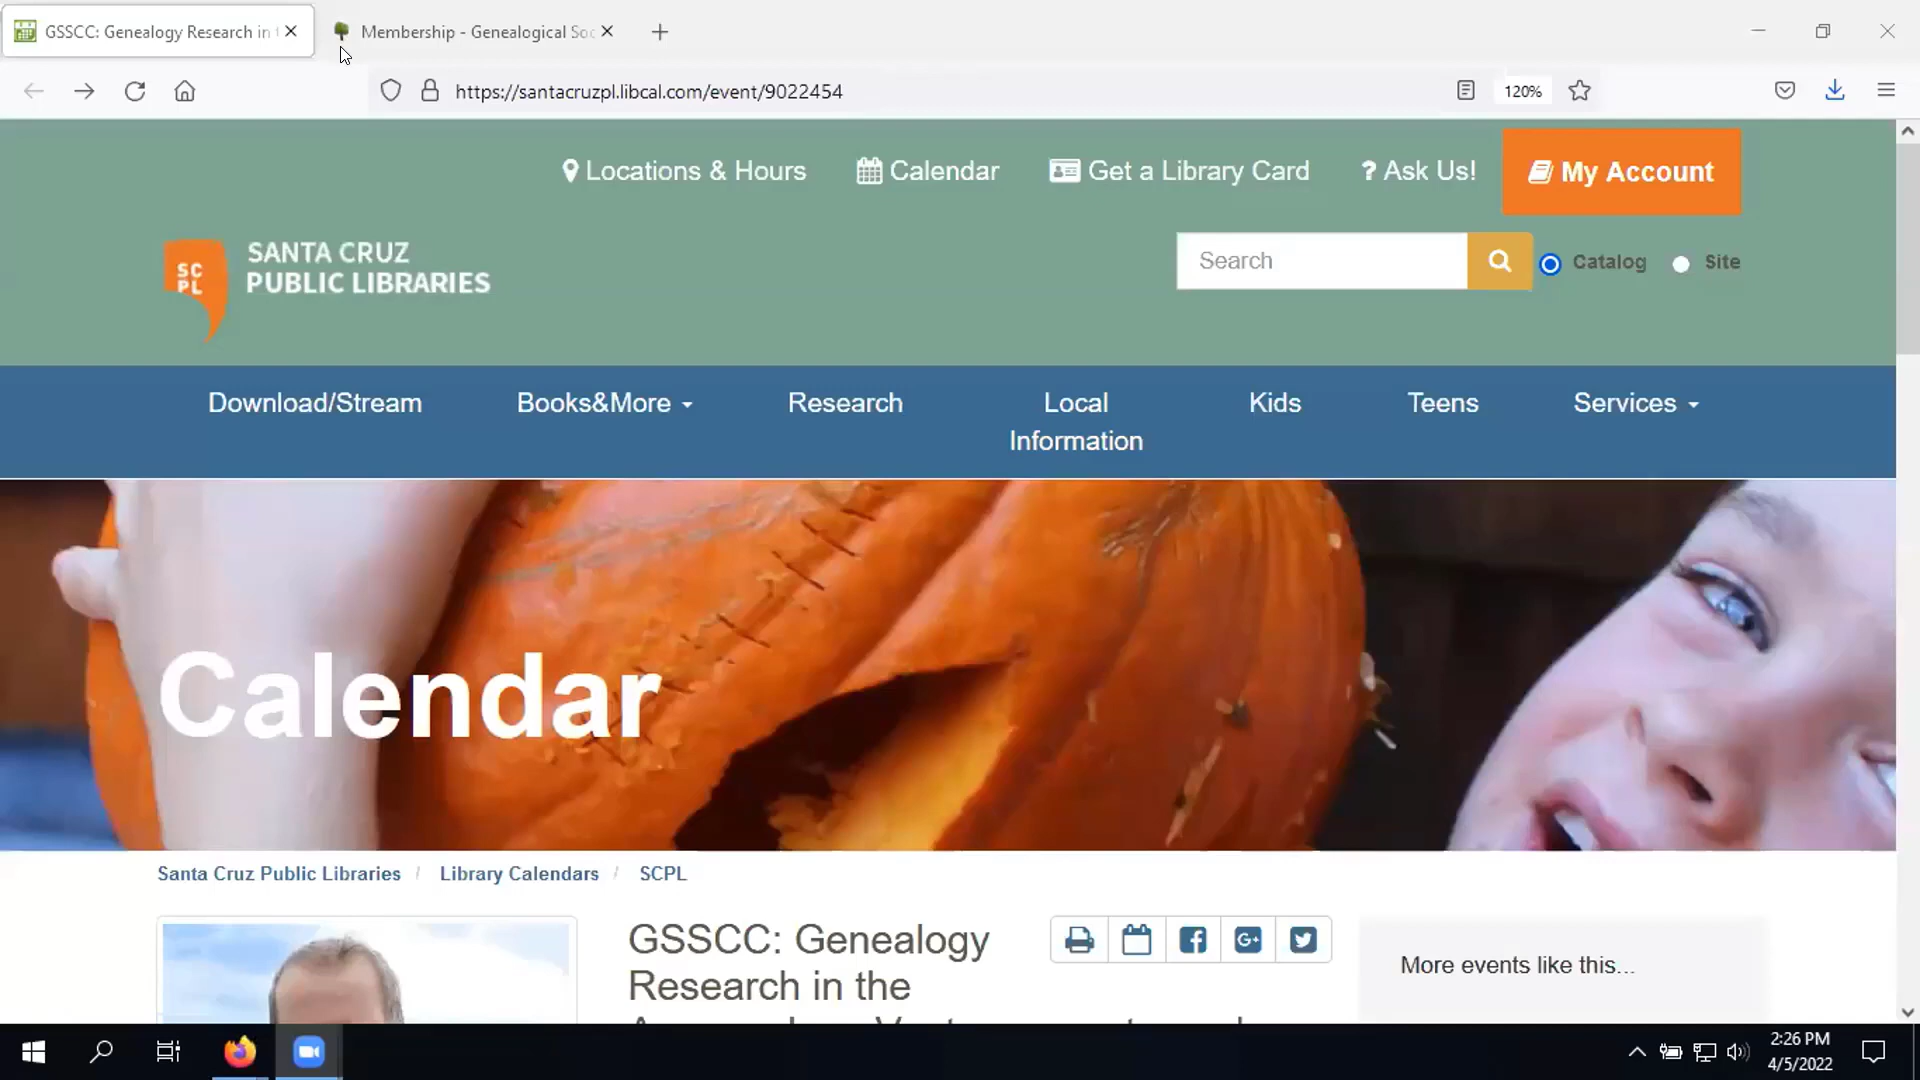 GSSCC: Genealogy Research in
Membership - Genealogical Soc
https://santacruzpl.libcal.com/event/9022454
120%
Locations & Hours
Calendar
Get a Library Card
? Ask Us!
My Account
SC
PL
SANTA CRUZ
PUBLIC LIBRARIES
Search
Catalog
Site
Download/Stream
Books&More
Research
Local
Information
Kids
Teens
Services
Calendar
Santa Cruz Public Libraries / Library Calendars / SCPL
GSSCC: Genealogy
Research in the
More events like this...
2:26 PM
4/5/2022